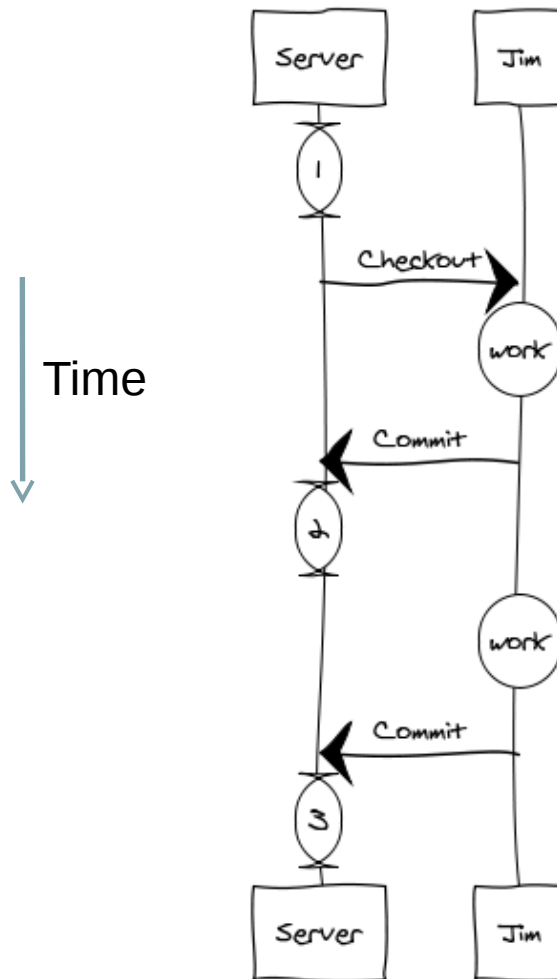 Server Jim
1
Checkout
work
Time
Commit
2
work
Commit
3
Server Jim